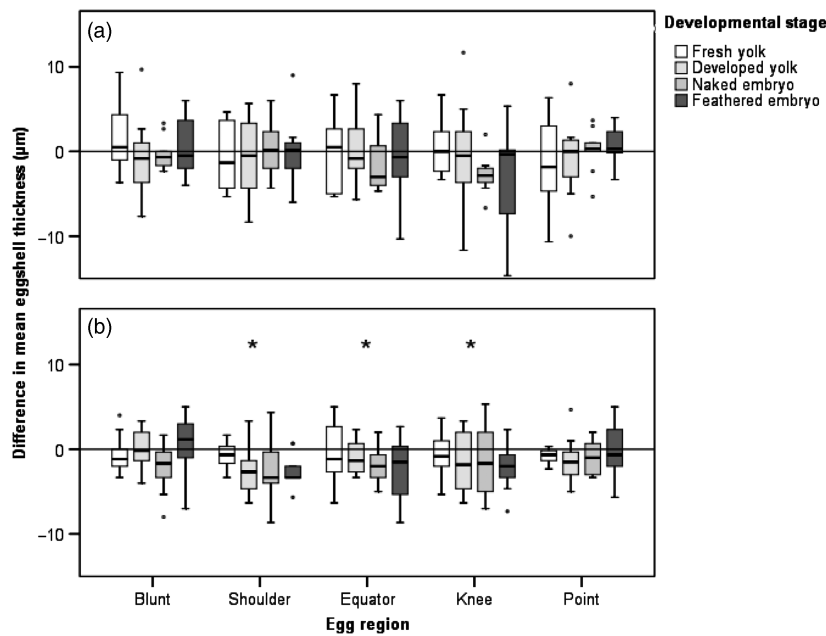 Developmental stage
Fresh yolk
Developed yolk
Naked embryo
Feathered embryo
(a)
10
0
−10
(b)
* * *
10
0
−10
Difference in mean eggshell thickness (µm)
Blunt Shoulder Equator Knee Point
Egg region